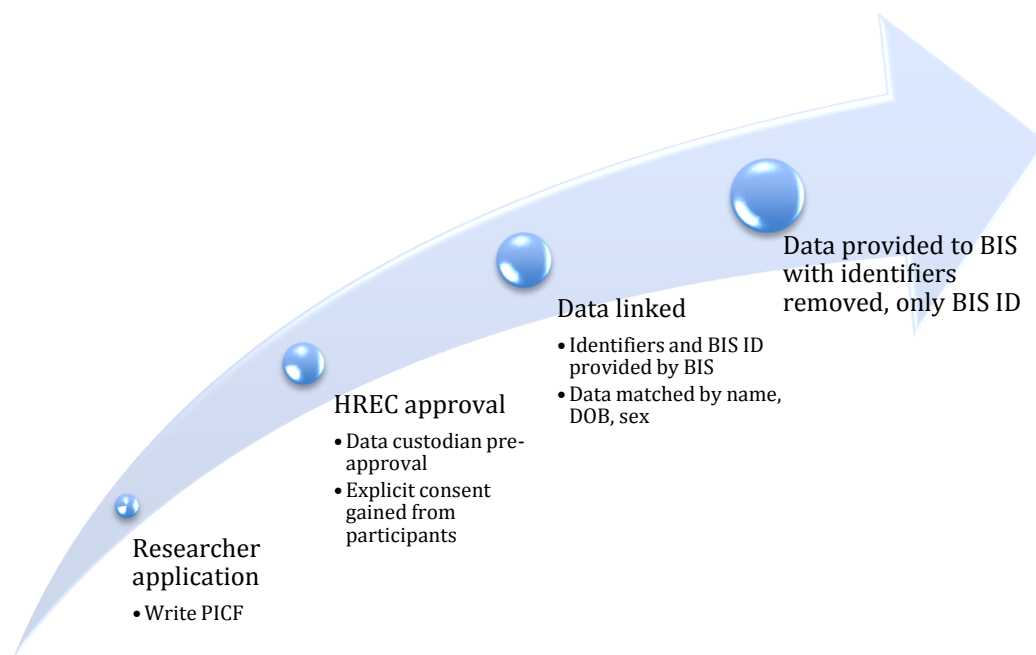 Researcher
application
• Write PICF
HREC approval
• Data custodian pre-
approval
• Explicit consent
gained from
participants
Data linked
• Identifiers and BIS ID
provided by BIS
• Data matched by name,
DOB, sex
Data provided to BIS
with identifiers
removed, only BIS ID